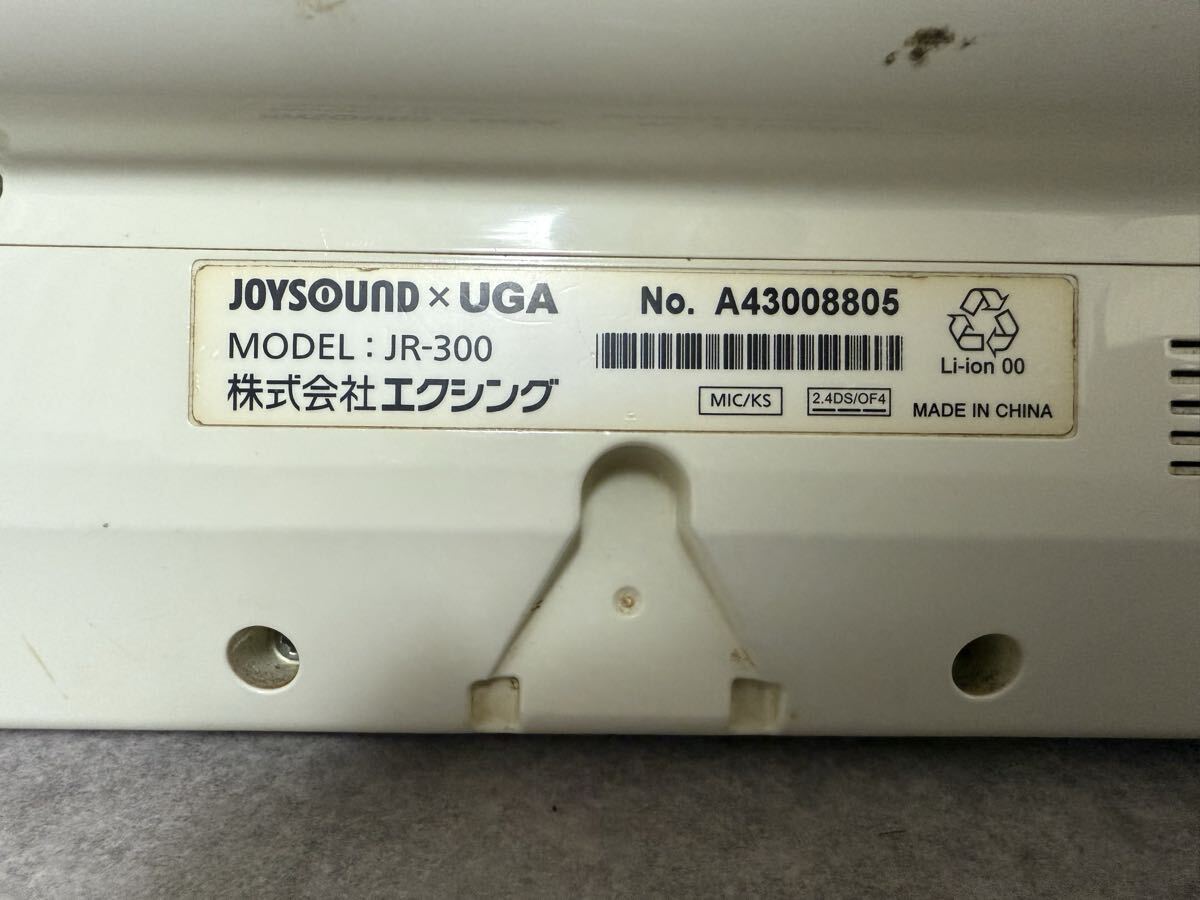 JOYSOUND × UGA
MODEL : JR-300
株式会社エクシング
No. A43008805
MIC/KS
2.4DS/OF4
Li-ion 00
MADE IN CHINA